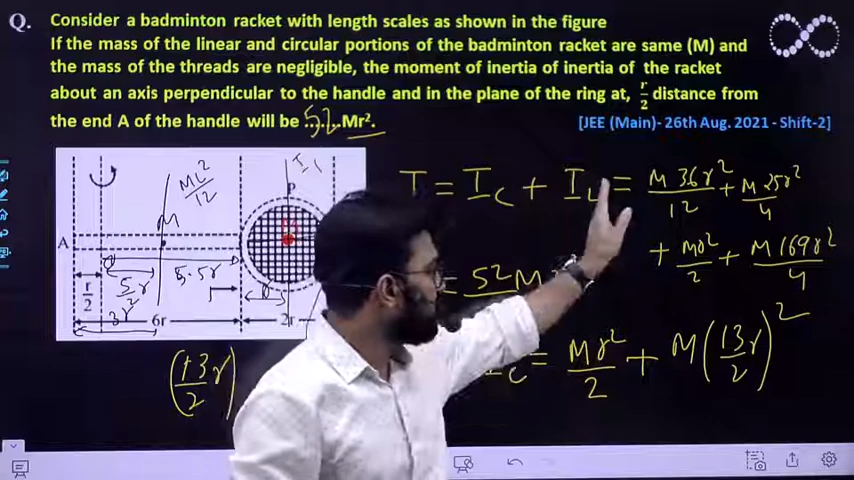 Q. Consider a badminton racket with length scales as shown in the figure
If the mass of the linear and circular portions of the badminton racket are same (M) and
the mass of the threads are negligible, the moment of inertia of inertia of the racket
about an axis perpendicular to the handle and in the plane of the ring at, r/2 distance from
the end A of the handle will be ...52...Mr².
[JEE (Main)- 26th Aug. 2021 - Shift-2]
ML²/12
M
A
r/2
5/2 r
5.5r
3r
6r
2r
I = I_C + I_L = M 36r²/12 + M 25r²/4
+ Mr²/2 + M 169r²/4
= 52 M
(13/2 r)
I_C = Mr²/2 + M(13/2 r)²